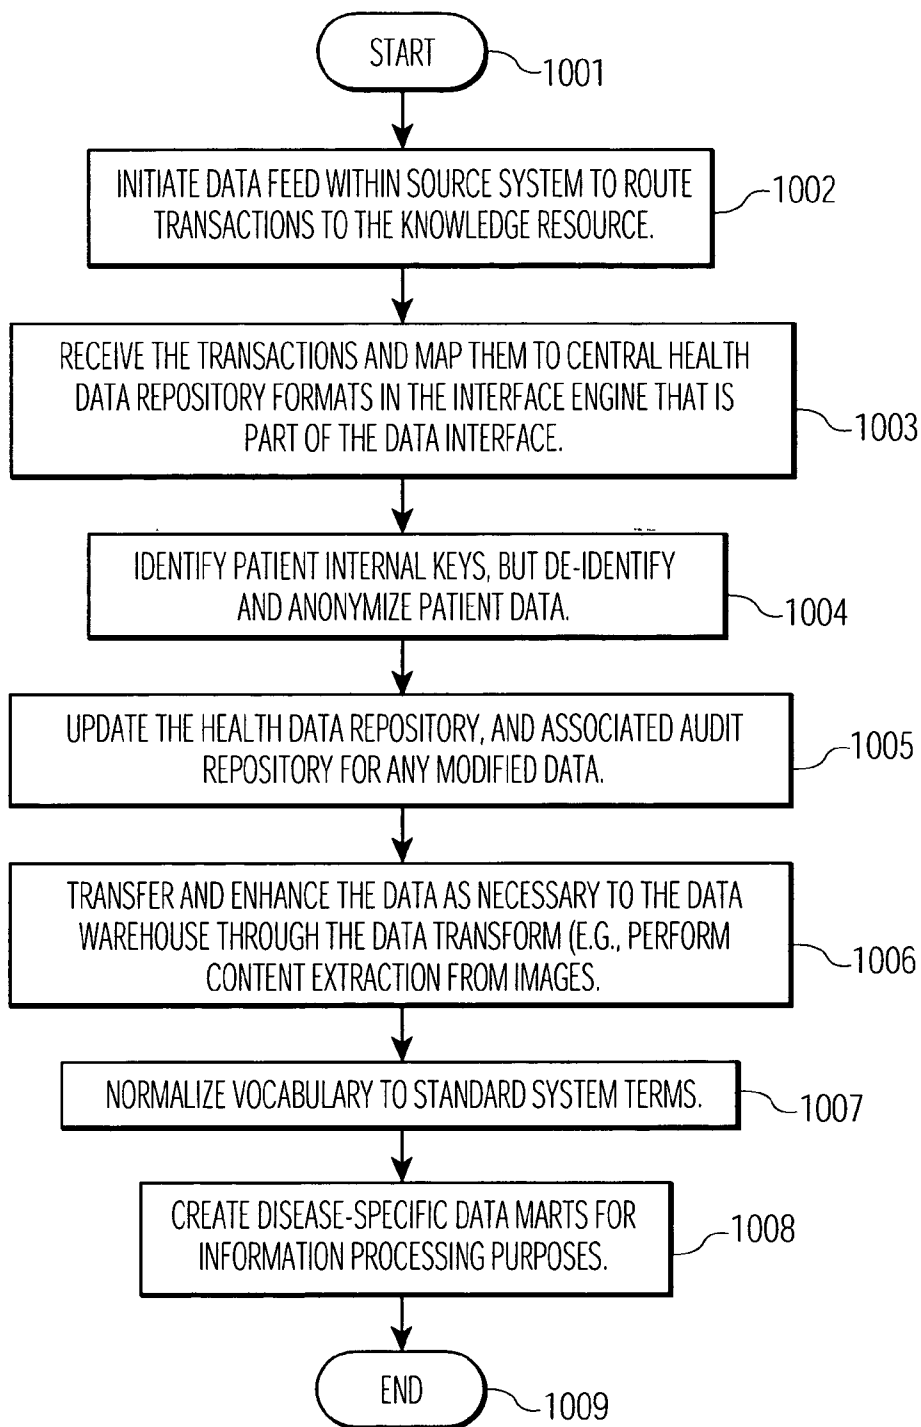 START
1001
INITIATE DATA FEED WITHIN SOURCE SYSTEM TO ROUTE
TRANSACTIONS TO THE KNOWLEDGE RESOURCE.
1002
RECEIVE THE TRANSACTIONS AND MAP THEM TO CENTRAL HEALTH
DATA REPOSITORY FORMATS IN THE INTERFACE ENGINE THAT IS
PART OF THE DATA INTERFACE.
1003
IDENTIFY PATIENT INTERNAL KEYS, BUT DE-IDENTIFY
AND ANONYMIZE PATIENT DATA.
1004
UPDATE THE HEALTH DATA REPOSITORY, AND ASSOCIATED AUDIT
REPOSITORY FOR ANY MODIFIED DATA.
1005
TRANSFER AND ENHANCE THE DATA AS NECESSARY TO THE DATA
WAREHOUSE THROUGH THE DATA TRANSFORM (E.G., PERFORM
CONTENT EXTRACTION FROM IMAGES.
1006
NORMALIZE VOCABULARY TO STANDARD SYSTEM TERMS.
1007
CREATE DISEASE-SPECIFIC DATA MARTS FOR
INFORMATION PROCESSING PURPOSES.
1008
END
1009